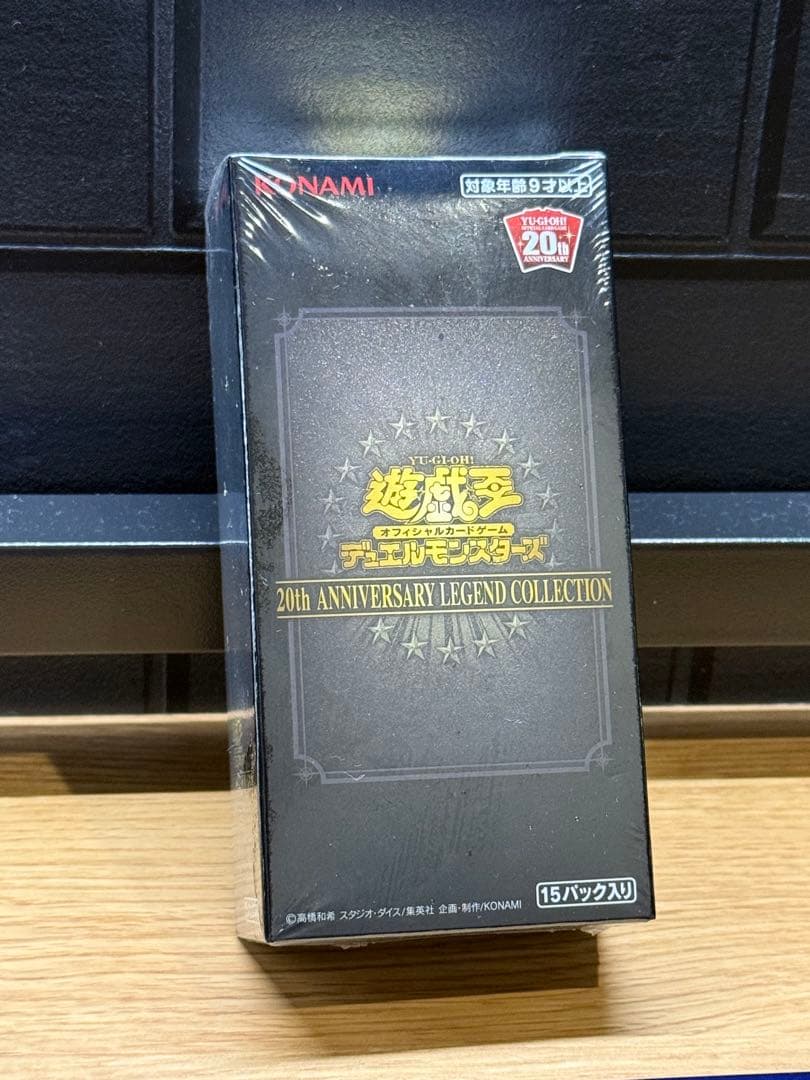 KONAMI
対象年齢9才以上
YU-GI-OH!
OFFICIAL CARD GAME
20th
ANNIVERSARY
YU-GI-OH!
遊戯王
オフィシャルカードゲーム
デュエルモンスターズ
20th ANNIVERSARY LEGEND COLLECTION
15パック入り
©高橋和希 スタジオ・ダイス/集英社 企画・制作/KONAMI